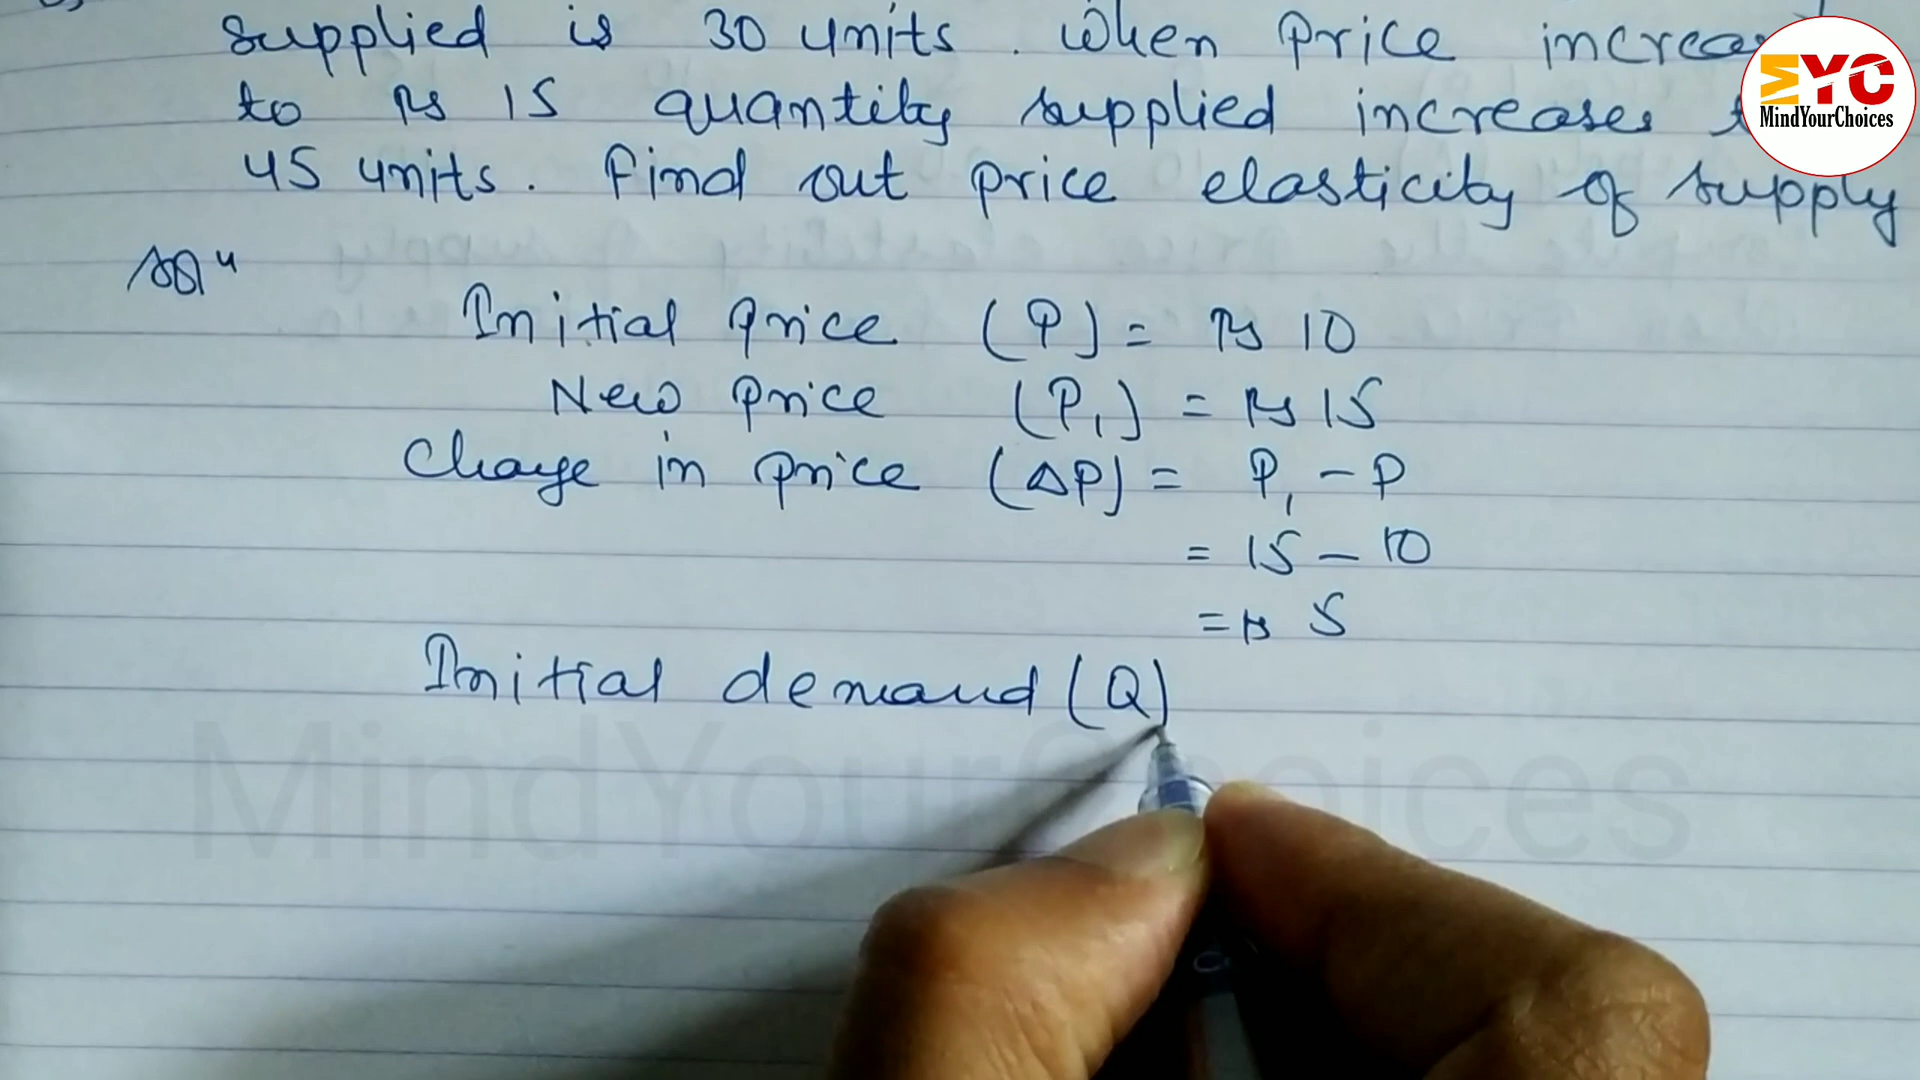 supplied is 30 units. When price increa
to Rs 15 quantity supplied increases t
45 units. find out price elasticity of supply
MYC
MindYourChoices
Solⁿ
Initial price (P) = Rs 10
New price (P₁) = Rs 15
Change in price (ΔP) = P₁ - P
= 15 - 10
= Rs 5
Initial demand (Q)
MindYourChoices